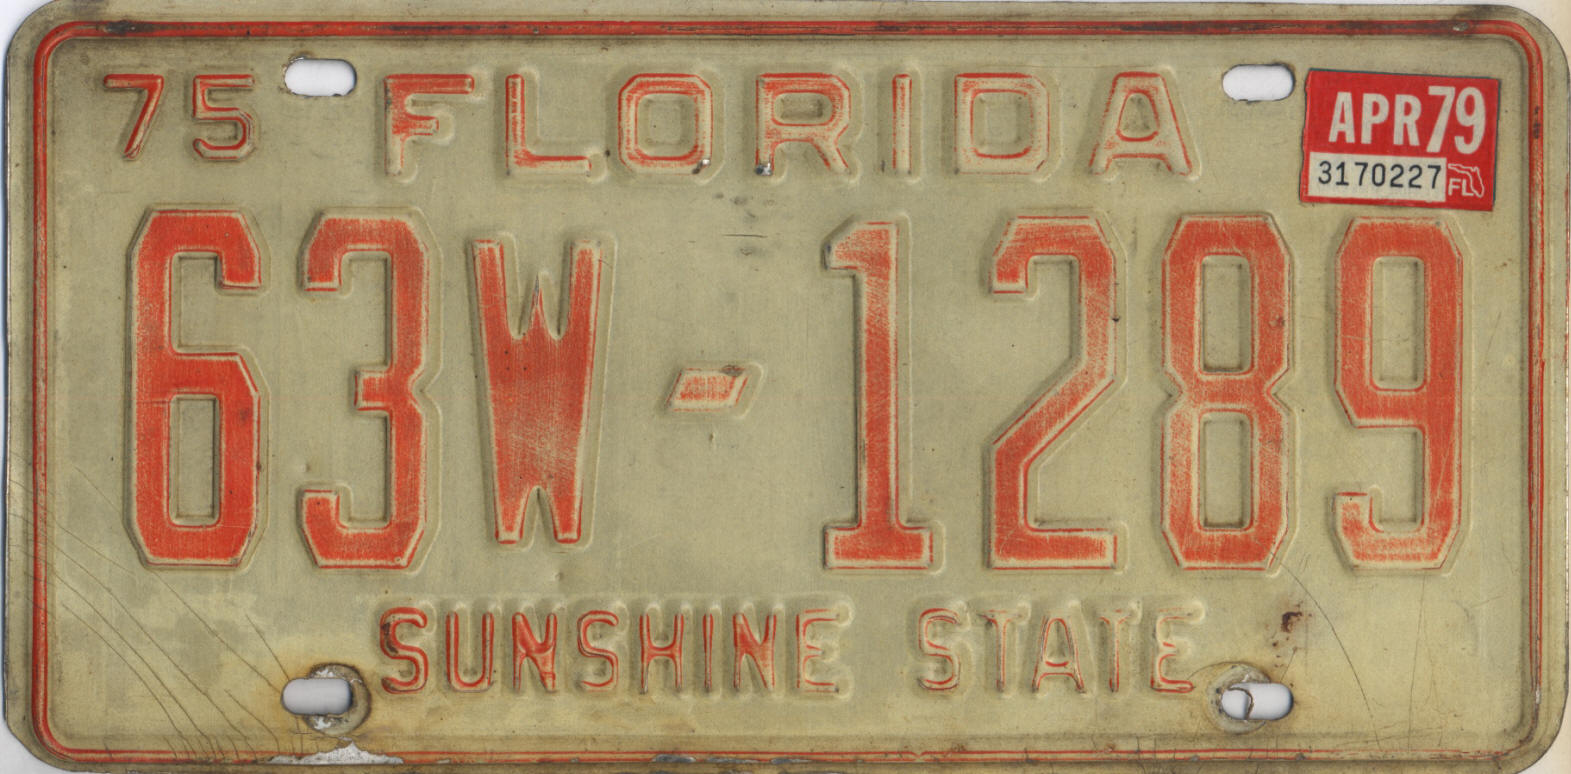 75 FLORIDA
APR 79
3170227 FL
63W-1289
SUNSHINE STATE